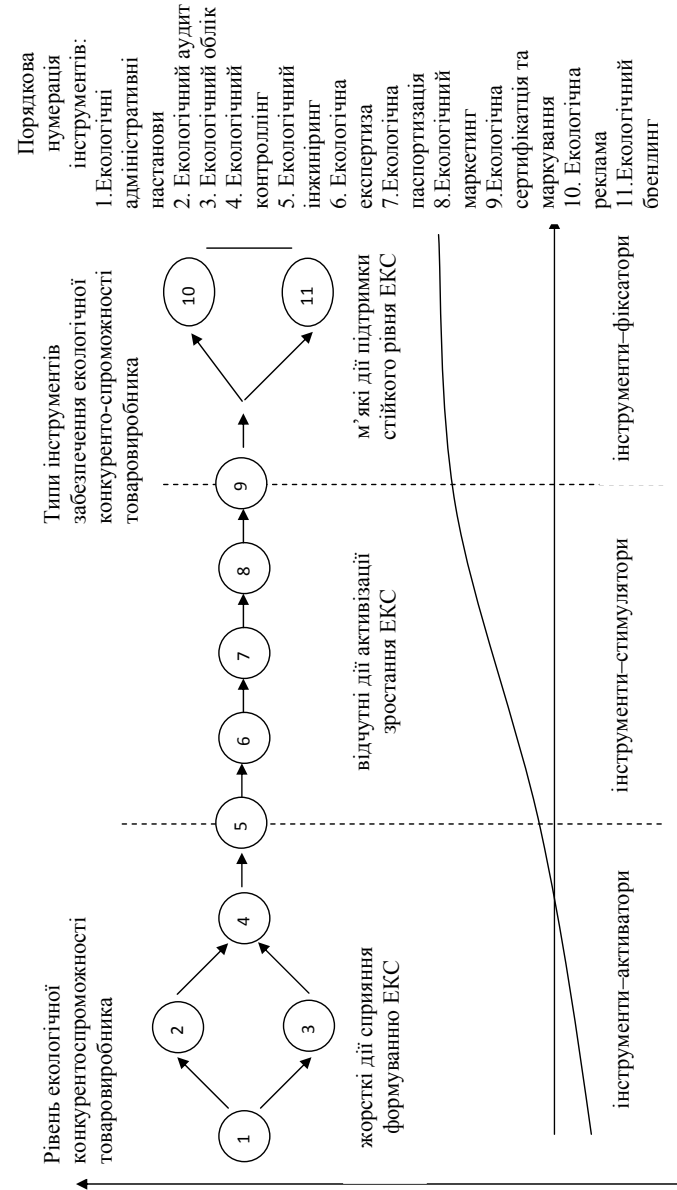 Рівень екологічної
конкурентоспроможності
товаровиробника
Типи інструментів
забезпечення екологічної
конкуренто-спроможності
товаровиробника
Порядкова
нумерація
інструментів:
1.Екологічні
адміністративні
настанови
2. Екологічний аудит
3. Екологічний облік
4. Екологічний
контроллінг
5. Екологічний
інжиніринг
6. Екологічна
експертиза
7.Екологічна
паспортизація
8.Екологічний
маркетинг
9.Екологічна
сертифікатція та
маркування
10. Екологічна
реклама
11.Екологічний
брендинг
1
2
3
4
5
6
7
8
9
10
11
жорсткі дії сприяння
формуванню ЕКС
відчутні дії активізації
зростання ЕКС
м’які дії підтримки
стійкого рівня ЕКС
інструменти–активатори
інструменти–стимулятори
інструменти–фіксатори